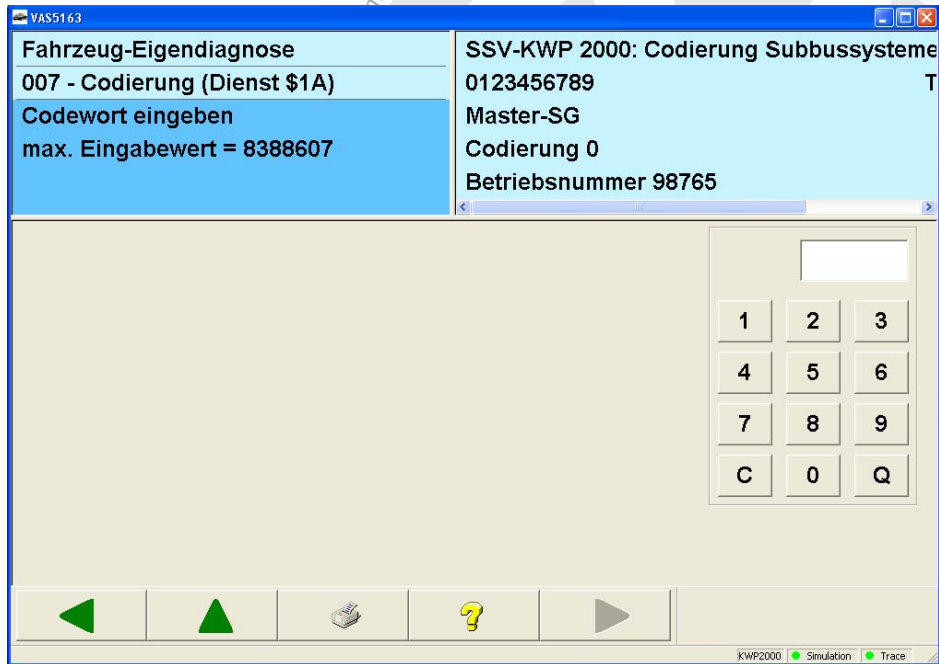 VAS5163
Fahrzeug-Eigendiagnose
007 - Codierung (Dienst $1A)
Codewort eingeben
max. Eingabewert = 8388607
SSV-KWP 2000: Codierung Subbussysteme
0123456789 T
Master-SG
Codierung 0
Betriebsnummer 98765
1 2 3
4 5 6
7 8 9
C 0 Q
KWP2000 Simulation Trace